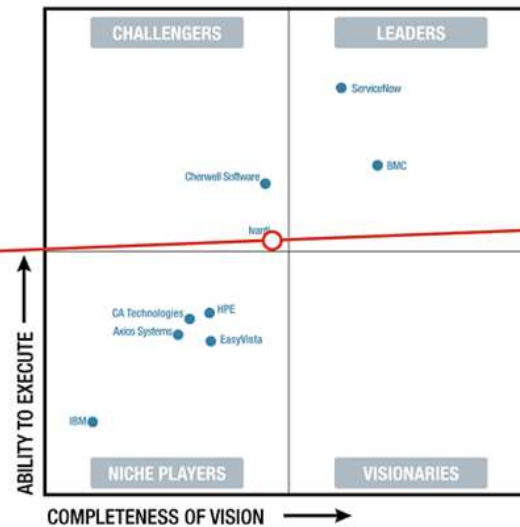 CHALLENGERS
LEADERS
ServiceNow
BMC
Cherwell Software
Ivanti
CA Technologies
HPE
Axios Systems
EasyVista
IBM
NICHE PLAYERS
VISIONARIES
ABILITY TO EXECUTE
COMPLETENESS OF VISION